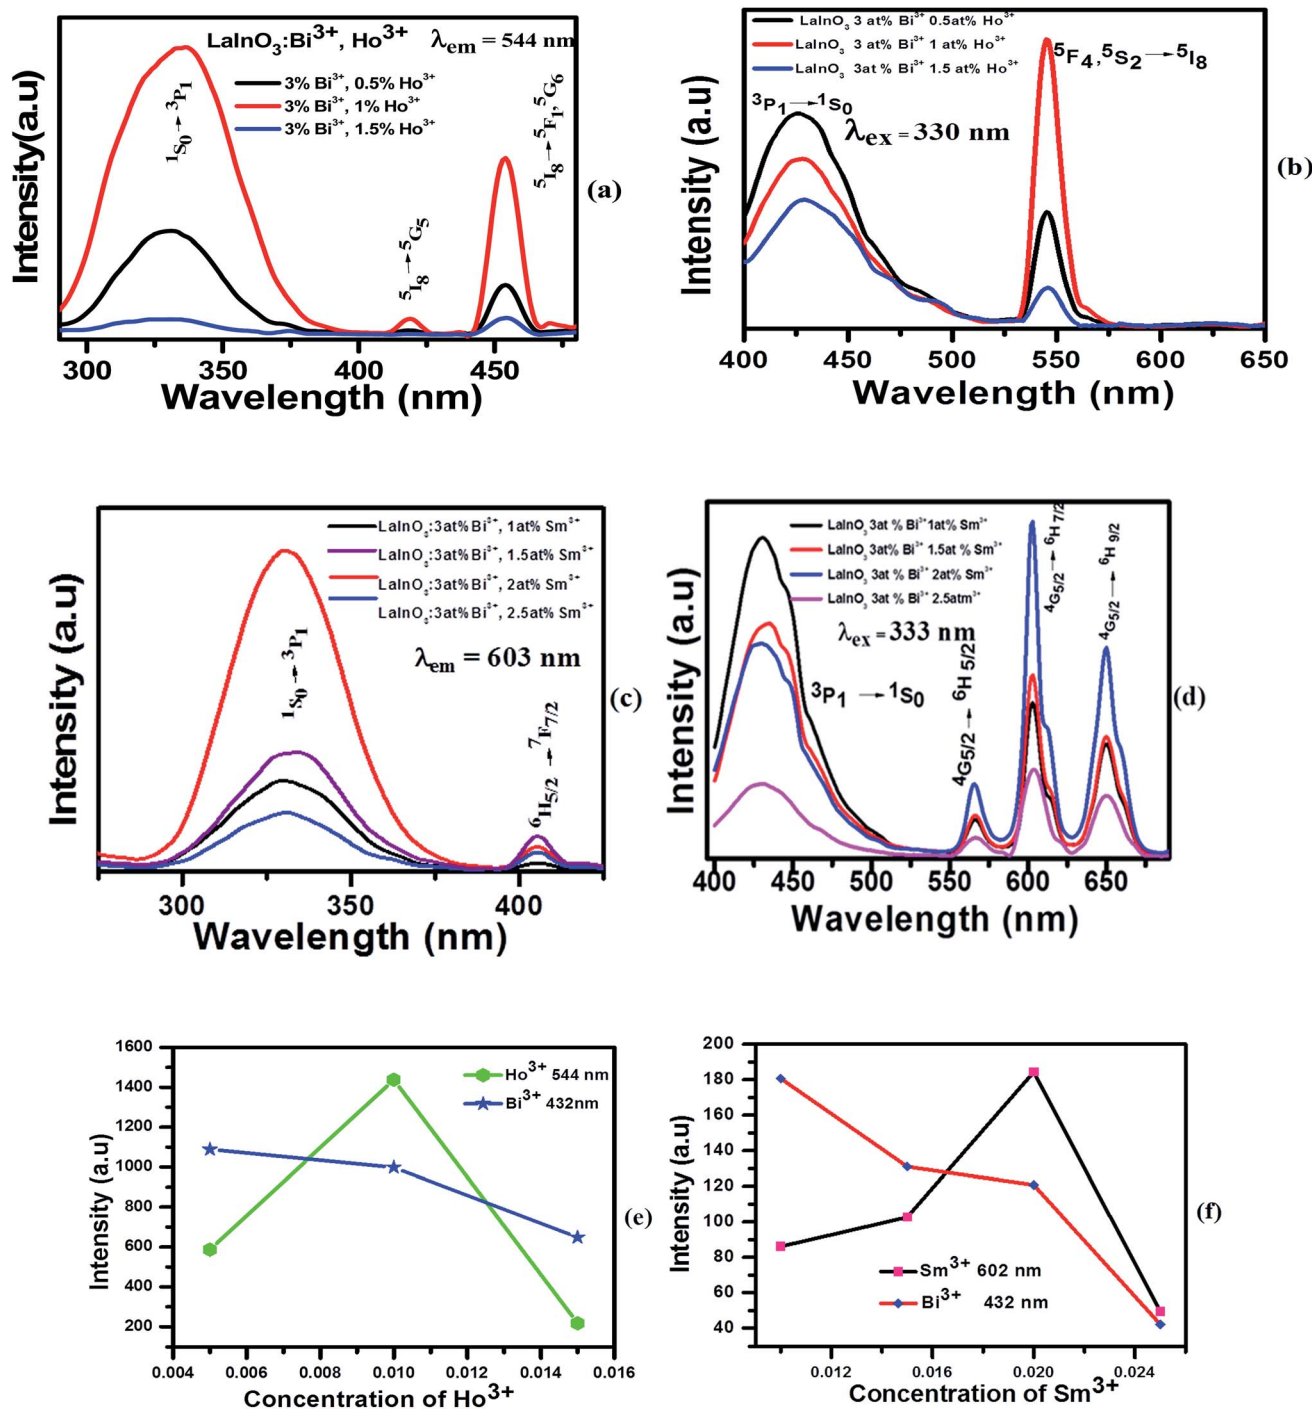 Intensity(a.u)
LaInO₃:Bi³⁺, Ho³⁺ λem = 544 nm
3% Bi³⁺, 0.5% Ho³⁺
3% Bi³⁺, 1% Ho³⁺
3% Bi³⁺, 1.5% Ho³⁺
¹S₀→³P₁
⁵I₈→⁵G₅
⁵I₈→⁵F₁,⁵G₆
(a)
300 350 400 450
Wavelength (nm)
Intensity (a.u)
LaInO₃ 3 at% Bi³⁺ 0.5at% Ho³⁺
LaInO₃ 3 at% Bi³⁺ 1 at% Ho³⁺
LaInO₃ 3at% Bi³⁺ 1.5 at% Ho³⁺
³P₁→¹S₀
⁵F₄,⁵S₂→⁵I₈
λex = 330 nm
(b)
400 450 500 550 600 650
Wavelength (nm)
Intensity (a.u)
LaInO₃:3at%Bi³⁺, 1at% Sm³⁺
LaInO₃:3at%Bi³⁺, 1.5at% Sm³⁺
LaInO₃:3at%Bi³⁺, 2at% Sm³⁺
LaInO₃:3at%Bi³⁺, 2.5at% Sm³⁺
λem = 603 nm
¹S₀→³P₁
⁶H5/2→⁷F7/2
(c)
300 350 400
Wavelength (nm)
Intensity (a.u)
LaInO₃ 3at % Bi³⁺1at% Sm³⁺
LaInO₃ 3at% Bi³⁺ 1.5at % Sm³⁺
LaInO₃ 3at % Bi³⁺ 2at% Sm³⁺
LaInO₃ 3at % Bi³⁺ 2.5atm³⁺
λex = 333 nm
³P₁→¹S₀
⁴G5/2→⁶H 5/2
⁴G5/2→⁶H 7/2
⁴G5/2→⁶H 9/2
(d)
400 450 500 550 600 650
Wavelength (nm)
Intensity (a.u)
1600
1400
1200
1000
800
600
400
200
Ho³⁺ 544 nm
Bi³⁺ 432nm
(e)
0.004 0.006 0.008 0.010 0.012 0.014 0.016
Concentration of Ho³⁺
Intensity (a.u)
200
180
160
140
120
100
80
60
40
Sm³⁺ 602 nm
Bi³⁺ 432 nm
(f)
0.012 0.016 0.020 0.024
Concentration of Sm³⁺